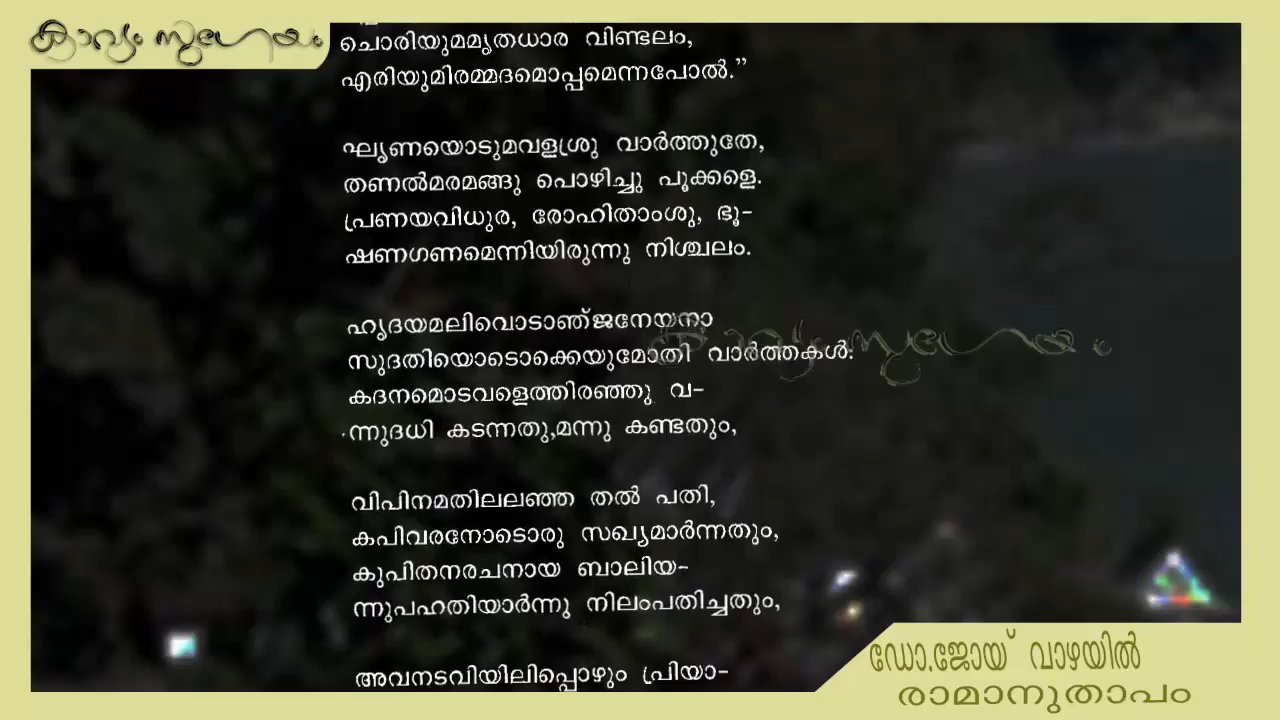 കാവ്യം സുഗേയം
ചൊരിയുമമൃതധാര വിണ്ടലം,
എരിയുമിരമ്മദമൊപ്പമെന്നപോൽ.”
ഘൃണയൊടുമവളശ്രു വാർത്തുതേ,
തണൽമരമങ്ങു പൊഴിച്ചു പൂക്കളെ.
പ്രണയവിധുര, രോഹിതാംശു, ഭൂ-
ഷണഗണമെന്നിയിരുന്നു നിശ്ചലം.
ഹൃദയമലിവൊടാഞ്ജനേയനാ
സുദതിയൊടൊക്കെയുമോതി വാർത്തകൾ:
കദനമൊടവളെത്തിരഞ്ഞു വ-
ന്നുദധി കടന്നതു,മന്നു കണ്ടതും,
വിപിനമതിലലഞ്ഞ തൽ പതി,
കപിവരനോടൊരു സഖ്യമാർന്നതും,
കുപിതനരചനായ ബാലിയ-
ന്നുപഹതിയാർന്നു നിലംപതിച്ചതും,
അവനടവിയിലിപ്പൊഴും പ്രിയാ-
കാവ്യം സുഗേയം
ഡോ.ജോയ് വാഴയിൽ
രാമാനുതാപം